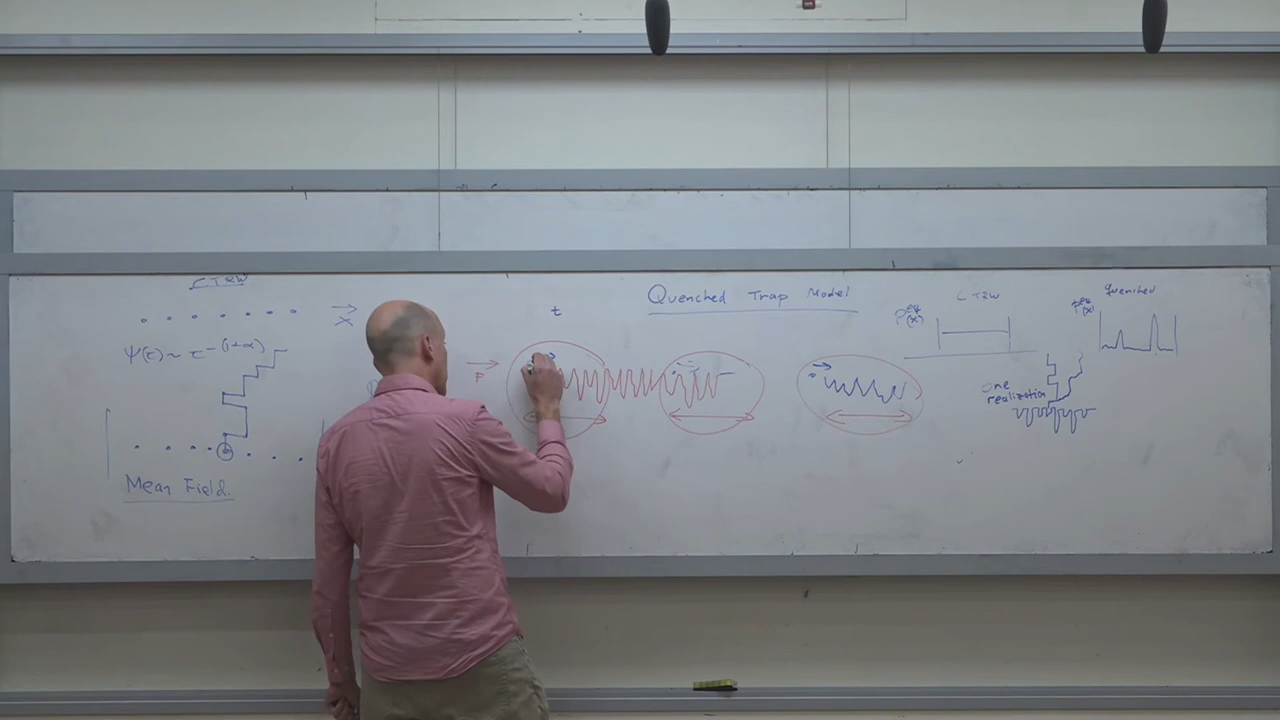 CTRW
→
x
ψ(τ) ~ τ^-(1+α)
Mean Field.
t
F
Quenched Trap Model
P^eq(x)
CTRW
P^eq(x)
quenched
one
realization